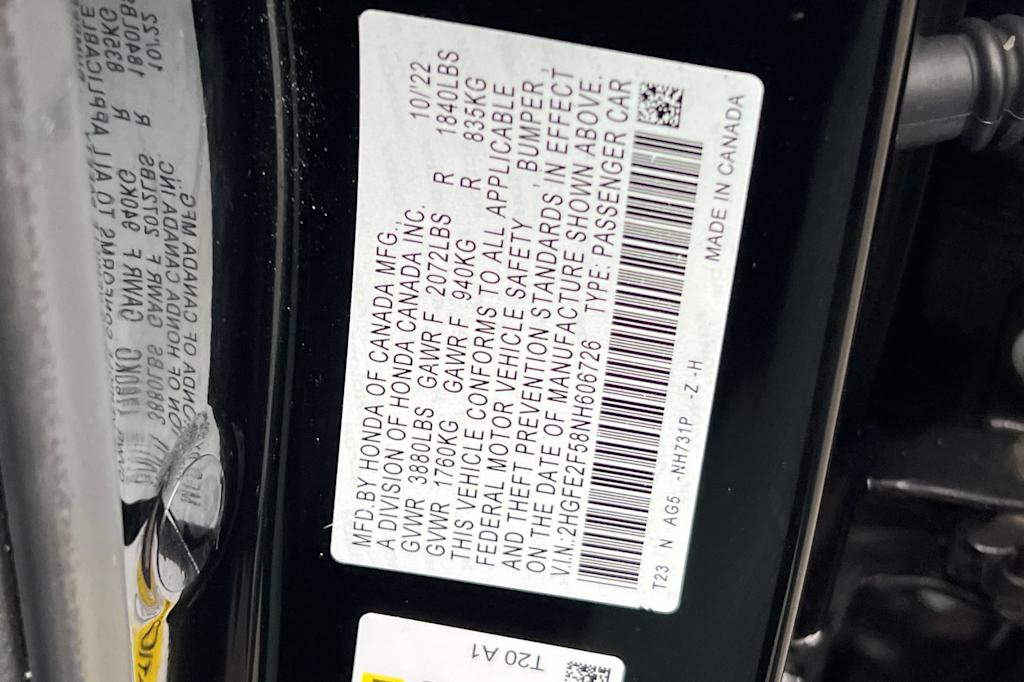 MFD.BY HONDA OF CANADA MFG.,
A DIVISION OF HONDA CANADA INC. 10/'22
GVWR 3880LBS GAWR F 2072LBS R 1840LBS
GVWR 1760KG GAWR F 940KG R 835KG
THIS VEHICLE CONFORMS TO ALL APPLICABLE
FEDERAL MOTOR VEHICLE SAFETY , BUMPER ,
AND THEFT PREVENTION STANDARDS IN EFFECT
ON THE DATE OF MANUFACTURE SHOWN ABOVE.
V.I.N.:2HGFE2F58NH606726 TYPE: PASSENGER CAR
T23 N AG5 -NH731P -Z -H
MADE IN CANADA
T20 A1